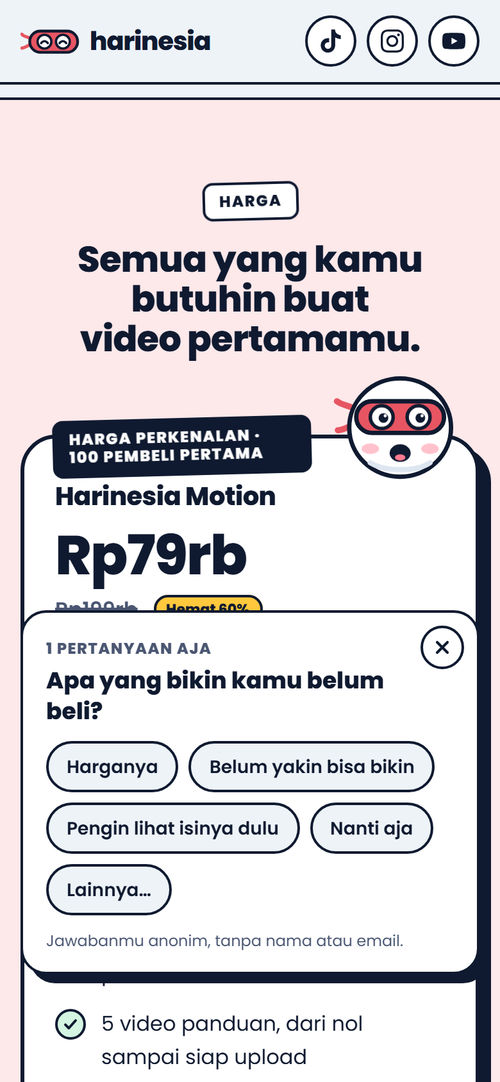 harinesia
HARGA
Semua yang kamu
butuhin buat
video pertamamu.
HARGA PERKENALAN ·
100 PEMBELI PERTAMA
Harinesia Motion
Rp79rb
Hemat 60%
1 PERTANYAAN AJA
Apa yang bikin kamu belum
beli?
Harganya
Belum yakin bisa bikin
Pengin lihat isinya dulu
Nanti aja
Lainnya...
Jawabanmu anonim, tanpa nama atau email.
5 video panduan, dari nol
sampai siap upload